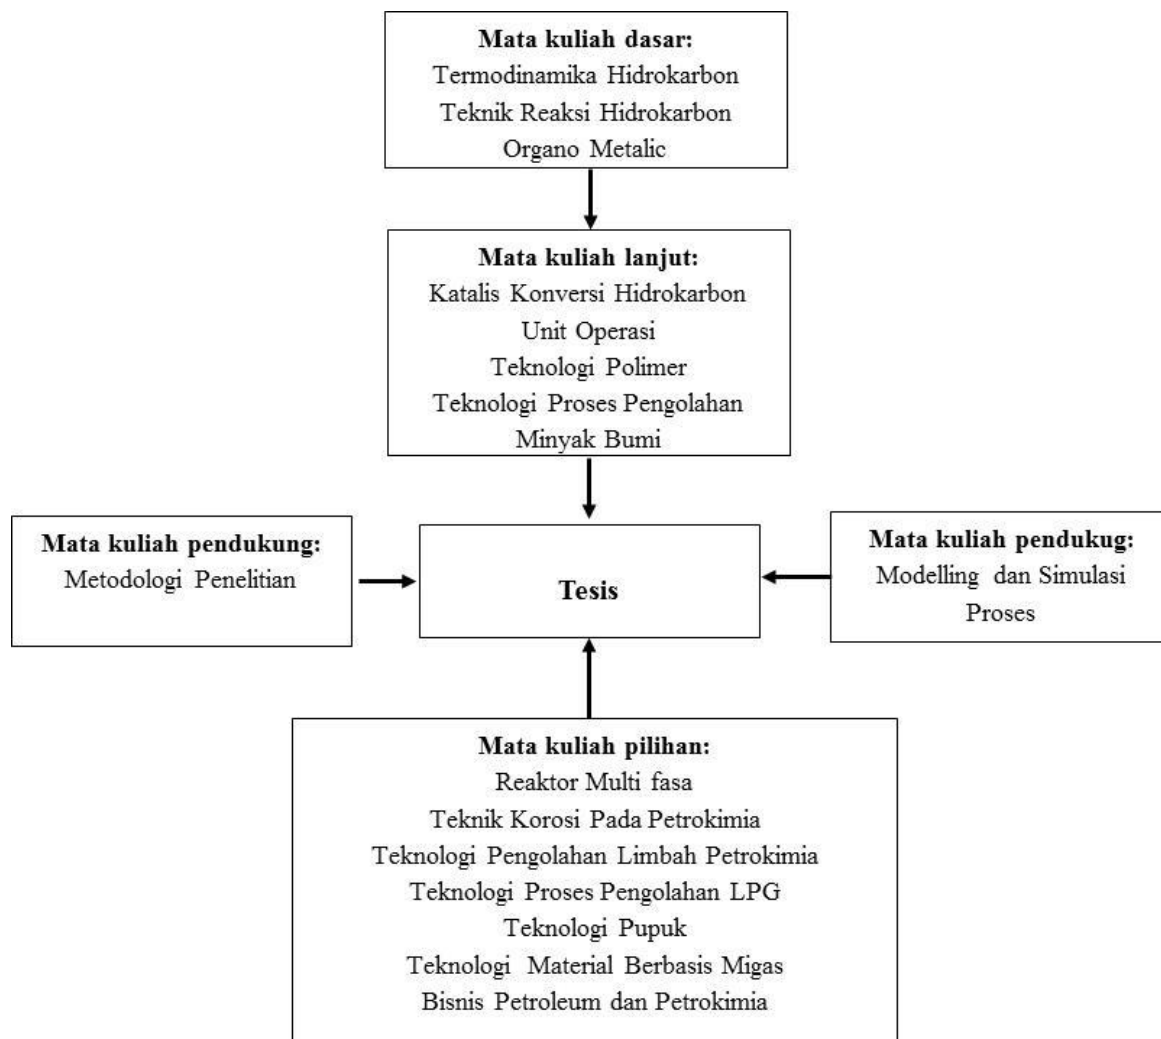 Mata kuliah dasar:
Termodinamika Hidrokarbon
Teknik Reaksi Hidrokarbon
Organo Metalic
Mata kuliah lanjut:
Katalis Konversi Hidrokarbon
Unit Operasi
Teknologi Polimer
Teknologi Proses Pengolahan
Minyak Bumi
Mata kuliah pendukung:
Metodologi Penelitian
Tesis
Mata kuliah pendukug:
Modelling dan Simulasi
Proses
Mata kuliah pilihan:
Reaktor Multi fasa
Teknik Korosi Pada Petrokimia
Teknologi Pengolahan Limbah Petrokimia
Teknologi Proses Pengolahan LPG
Teknologi Pupuk
Teknologi Material Berbasis Migas
Bisnis Petroleum dan Petrokimia